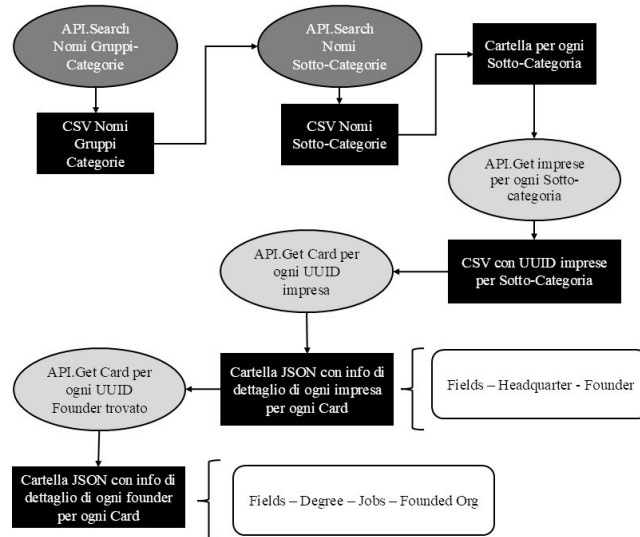 API.Search
Nomi Gruppi-
Categorie
API.Search
Nomi
Sotto-Categorie
Cartella per ogni
Sotto-Categoria
CSV Nomi
Gruppi
Categorie
CSV Nomi
Sotto-Categorie
API.Get imprese
per ogni Sotto-
categoria
API.Get Card per
ogni UUID
impresa
CSV con UUID imprese
per Sotto-Categoria
API.Get Card per
ogni UUID
Founder trovato
Cartella JSON con info di
dettaglio di ogni impresa
per ogni Card
Fields – Headquarter - Founder
Cartella JSON con info di
dettaglio di ogni founder
per ogni Card
Fields – Degree – Jobs – Founded Org